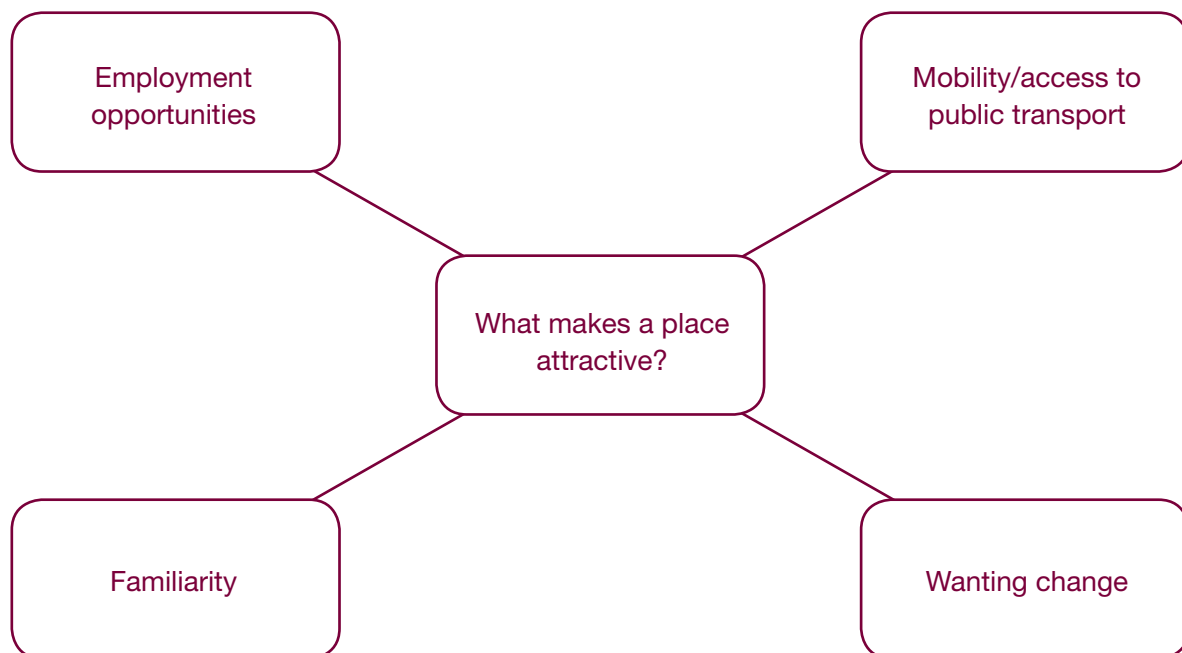 Employment
opportunities
Mobility/access to
public transport
What makes a place
attractive?
Familiarity
Wanting change